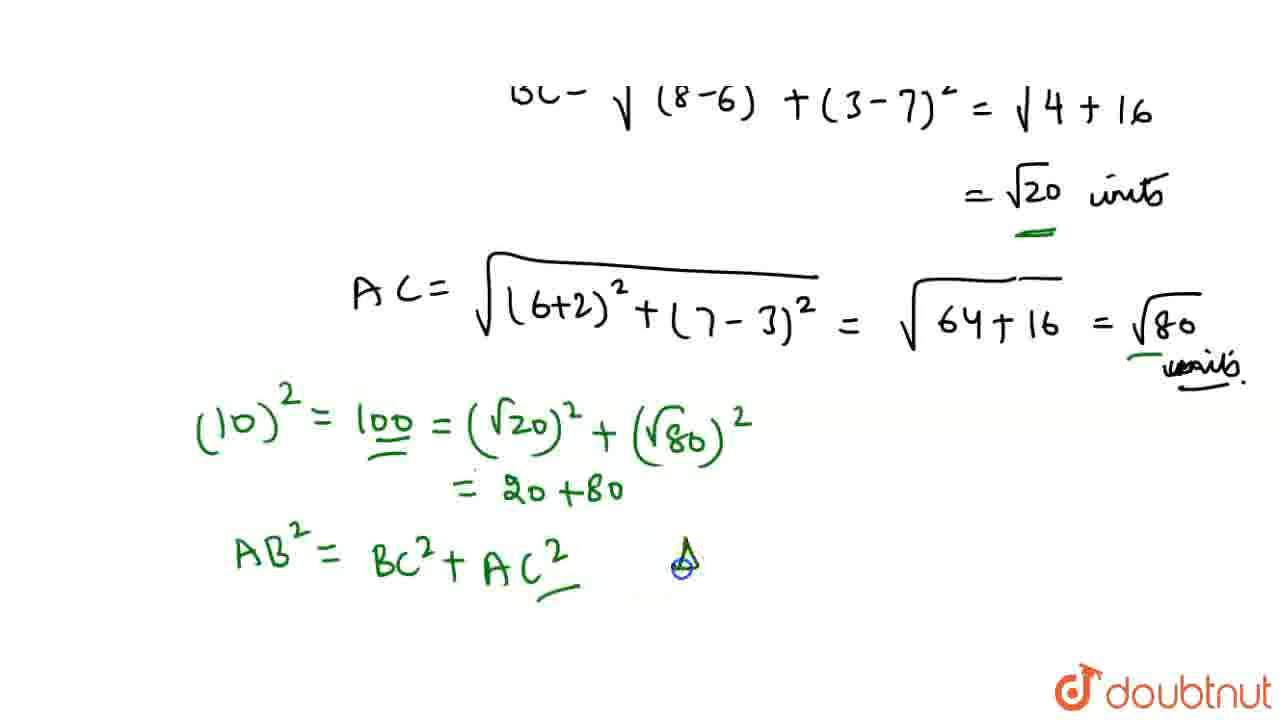 BC = √(8-6) + (3-7)² = √4 + 16
= √20 units
AC = √(6+2)² + (7-3)² = √64+16 = √80
units.
(10)² = 100 = (√20)² + (√80)²
= 20 + 80
AB² = BC² + AC² Δ
doubtnut